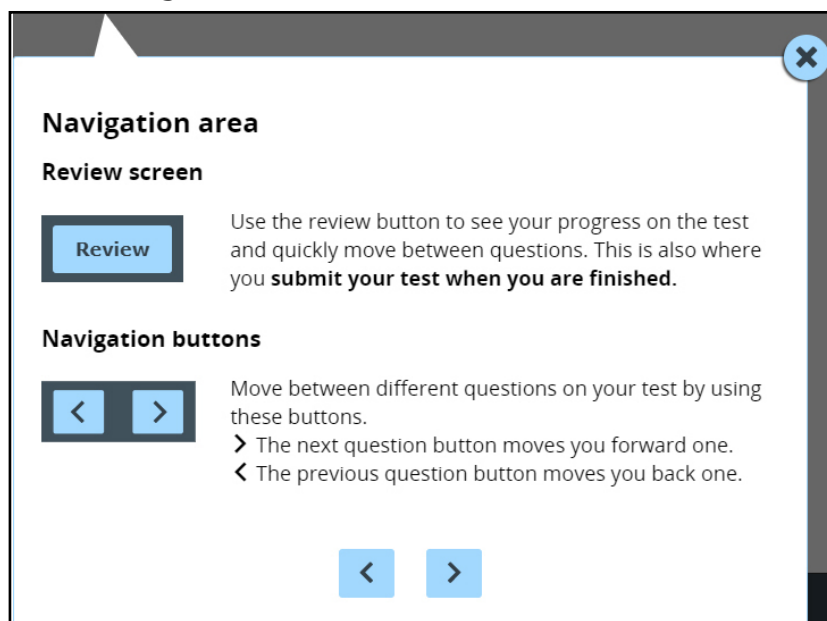 Navigation area
Review screen
Review
Use the review button to see your progress on the test
and quickly move between questions. This is also where
you submit your test when you are finished.
Navigation buttons
Move between different questions on your test by using
these buttons.
> The next question button moves you forward one.
< The previous question button moves you back one.